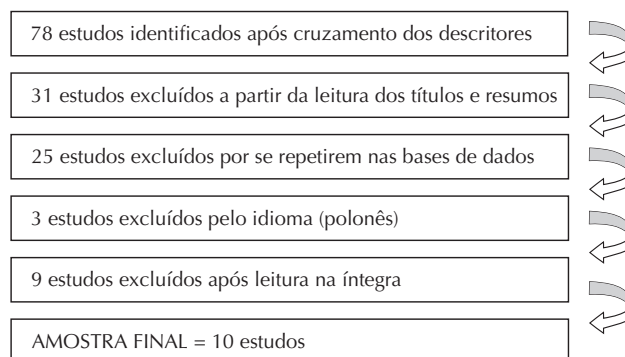 78 estudos identificados após cruzamento dos descritores
31 estudos excluídos a partir da leitura dos títulos e resumos
25 estudos excluídos por se repetirem nas bases de dados
3 estudos excluídos pelo idioma (polonês)
9 estudos excluídos após leitura na íntegra
AMOSTRA FINAL = 10 estudos